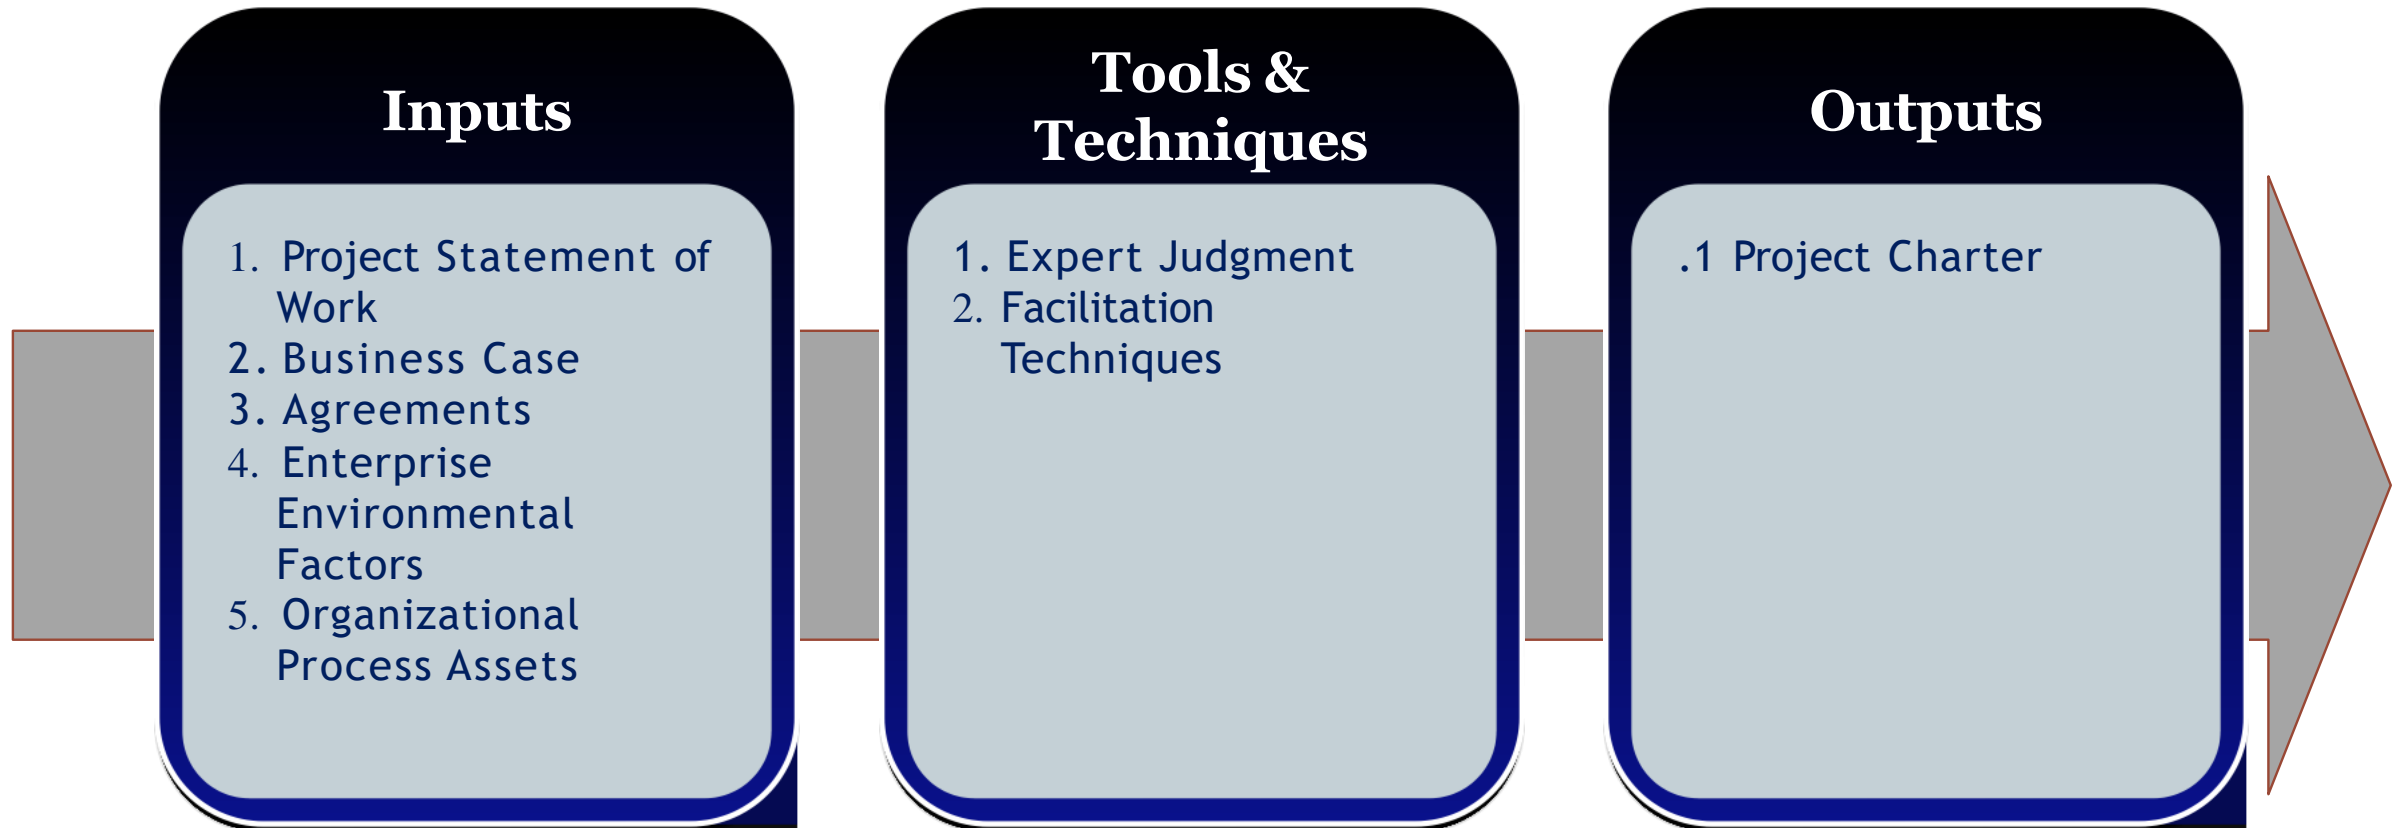 Inputs
1. Project Statement of
Work
2. Business Case
3. Agreements
4. Enterprise
Environmental
Factors
5. Organizational
Process Assets
Tools &
Techniques
1. Expert Judgment
2. Facilitation
Techniques
Outputs
.1 Project Charter